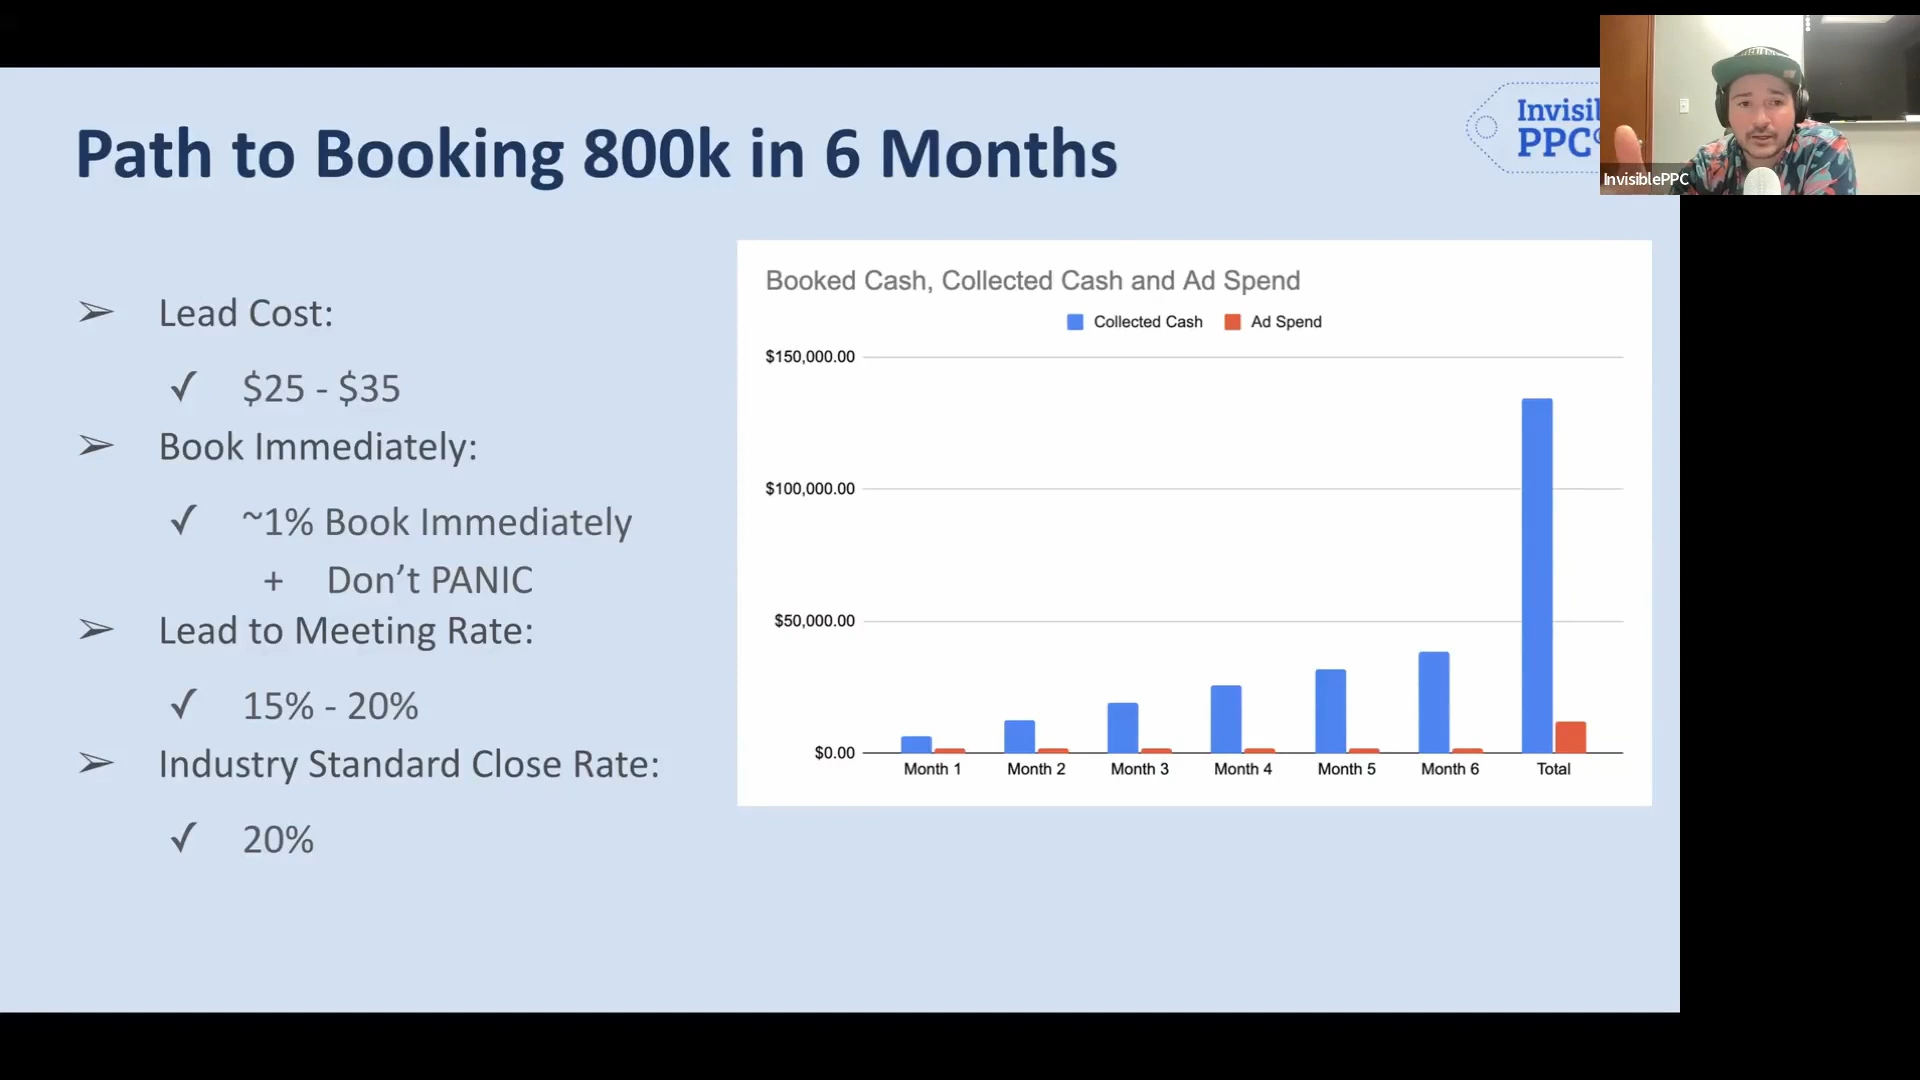 Path to Booking 800k in 6 Months
Invisi
PPC
InvisiblePPC
➢ Lead Cost:
✓ $25 - $35
➢ Book Immediately:
✓ ~1% Book Immediately
+ Don’t PANIC
➢ Lead to Meeting Rate:
✓ 15% - 20%
➢ Industry Standard Close Rate:
✓ 20%
Booked Cash, Collected Cash and Ad Spend
Collected Cash Ad Spend
$150,000.00
$100,000.00
$50,000.00
$0.00
Month 1 Month 2 Month 3 Month 4 Month 5 Month 6 Total